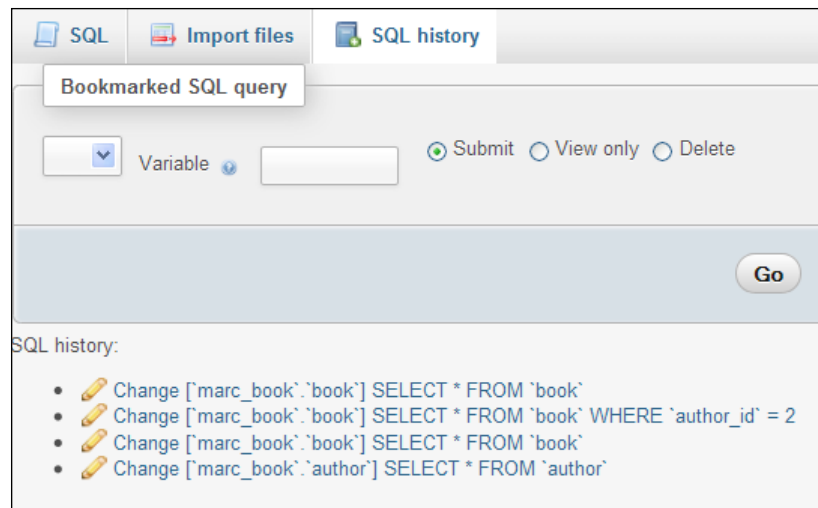 SQL Import files SQL history
Bookmarked SQL query
Variable Submit View only Delete
Go
SQL history:
Change [`marc_book`.`book`] SELECT * FROM `book`
Change [`marc_book`.`book`] SELECT * FROM `book` WHERE `author_id` = 2
Change [`marc_book`.`book`] SELECT * FROM `book`
Change [`marc_book`.`author`] SELECT * FROM `author`